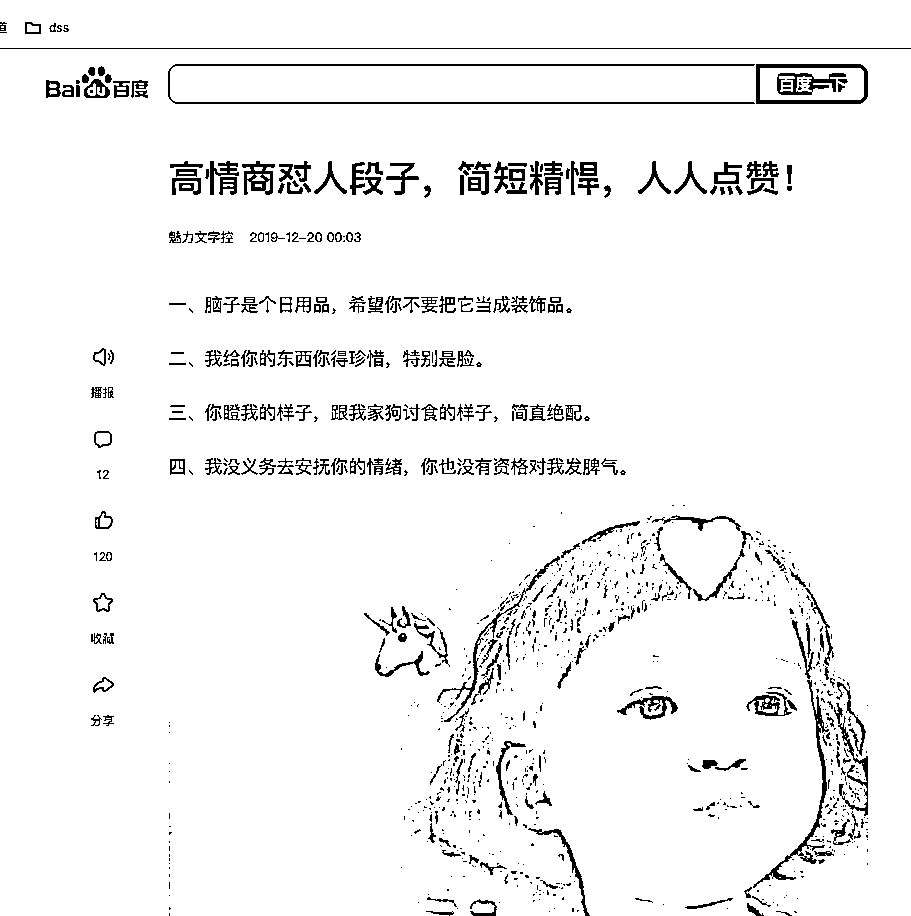 dss
Bai du 百度
百度一下
高情商怼人段子，简短精悍，人人点赞！
魅力文字控 2019-12-20 00:03
一、脑子是个日用品，希望你不要把它当成装饰品。
二、我给你的东西你得珍惜，特别是脸。
播报
三、你瞪我的样子，跟我家狗讨食的样子，简直绝配。
12
四、我没义务去安抚你的情绪，你也没有资格对我发脾气。
120
收藏
分享